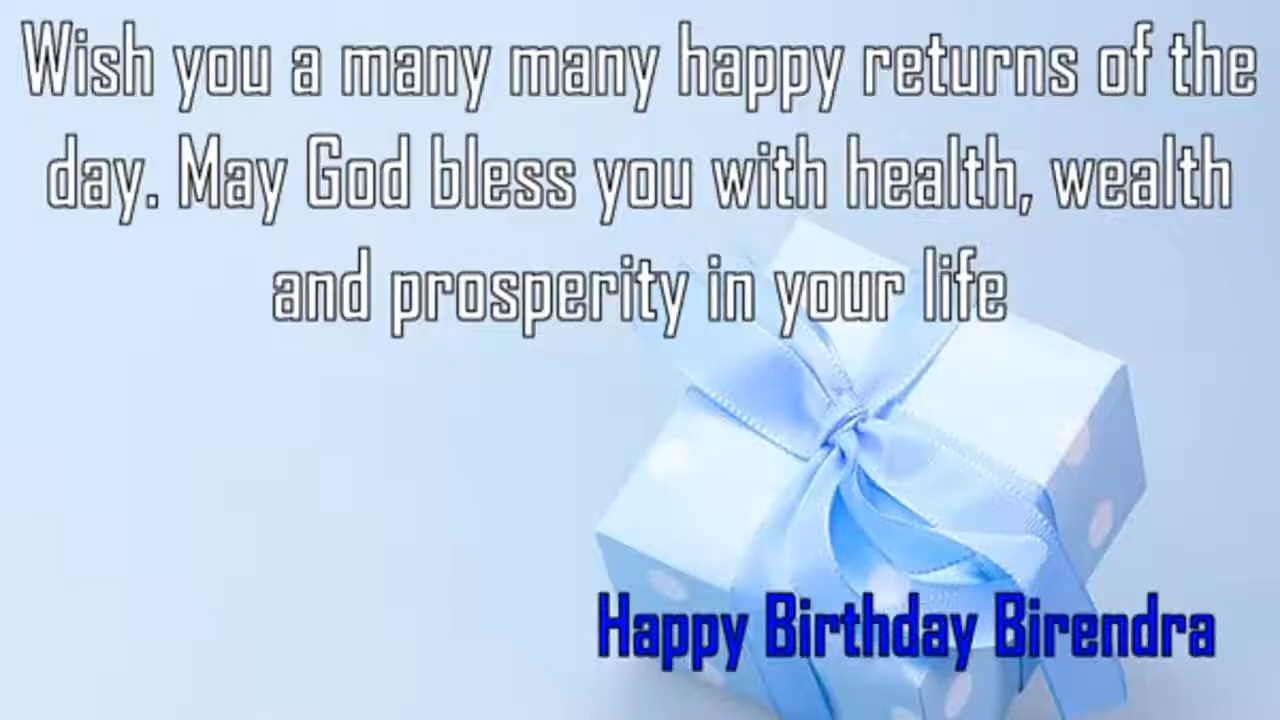 Wish you a many many happy returns of the
day. May God bless you with health, wealth
and prosperity in your life
Happy Birthday Birendra